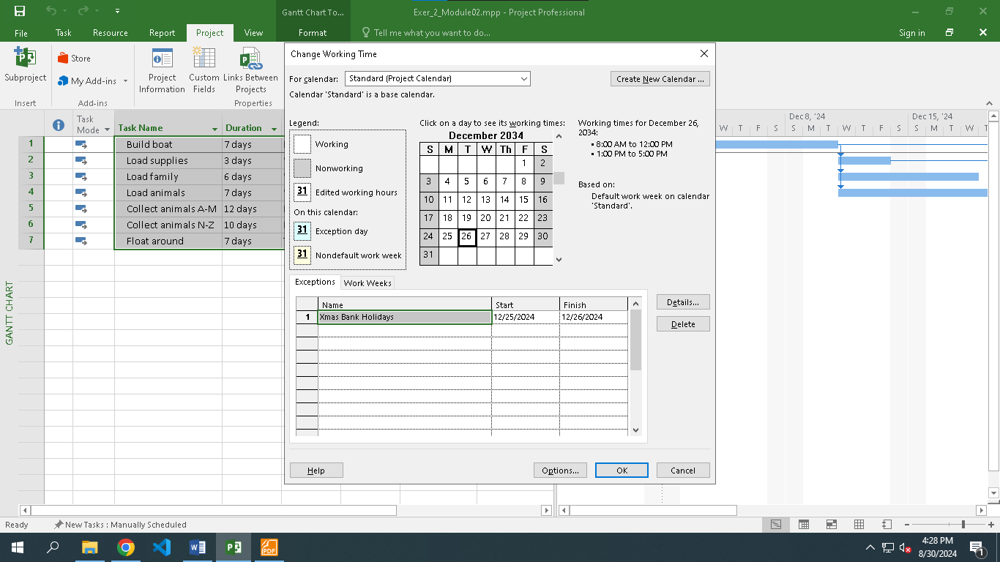 Gantt Chart To...
Exer_2_Module02.mpp - Project Professional
File
Task
Resource
Report
Project
View
Format
Tell me what you want to do...
Sign in
Subproject
Insert
Store
My Add-ins
Add-ins
Project Information
Custom Fields
Links Between Projects
Properties
Change Working Time
For calendar:
Standard (Project Calendar)
Create New Calendar ...
Calendar 'Standard' is a base calendar.
Legend:
Working
Nonworking
31 Edited working hours
On this calendar:
31 Exception day
31 Nondefault work week
Click on a day to see its working times:
December 2034
S M T W Th F S
1 2
3 4 5 6 7 8 9
10 11 12 13 14 15 16
17 18 19 20 21 22 23
24 25 26 27 28 29 30
31
Working times for December 26,
2034:
• 8:00 AM to 12:00 PM
• 1:00 PM to 5:00 PM
Based on:
Default work week on calendar
'Standard'.
Exceptions
Work Weeks
Name Start Finish
1 Xmas Bank Holidays 12/25/2024 12/26/2024
Details...
Delete
Help
Options...
OK
Cancel
Task Mode
Task Name
Duration
1 Build boat 7 days
2 Load supplies 3 days
3 Load family 6 days
4 Load animals 7 days
5 Collect animals A-M 12 days
6 Collect animals N-Z 10 days
7 Float around 7 days
Dec 8, '24
Dec 15, '24
W T F S S M T W T F S S M T W T
GANTT CHART
Ready
New Tasks : Manually Scheduled
4:28 PM
8/30/2024
1